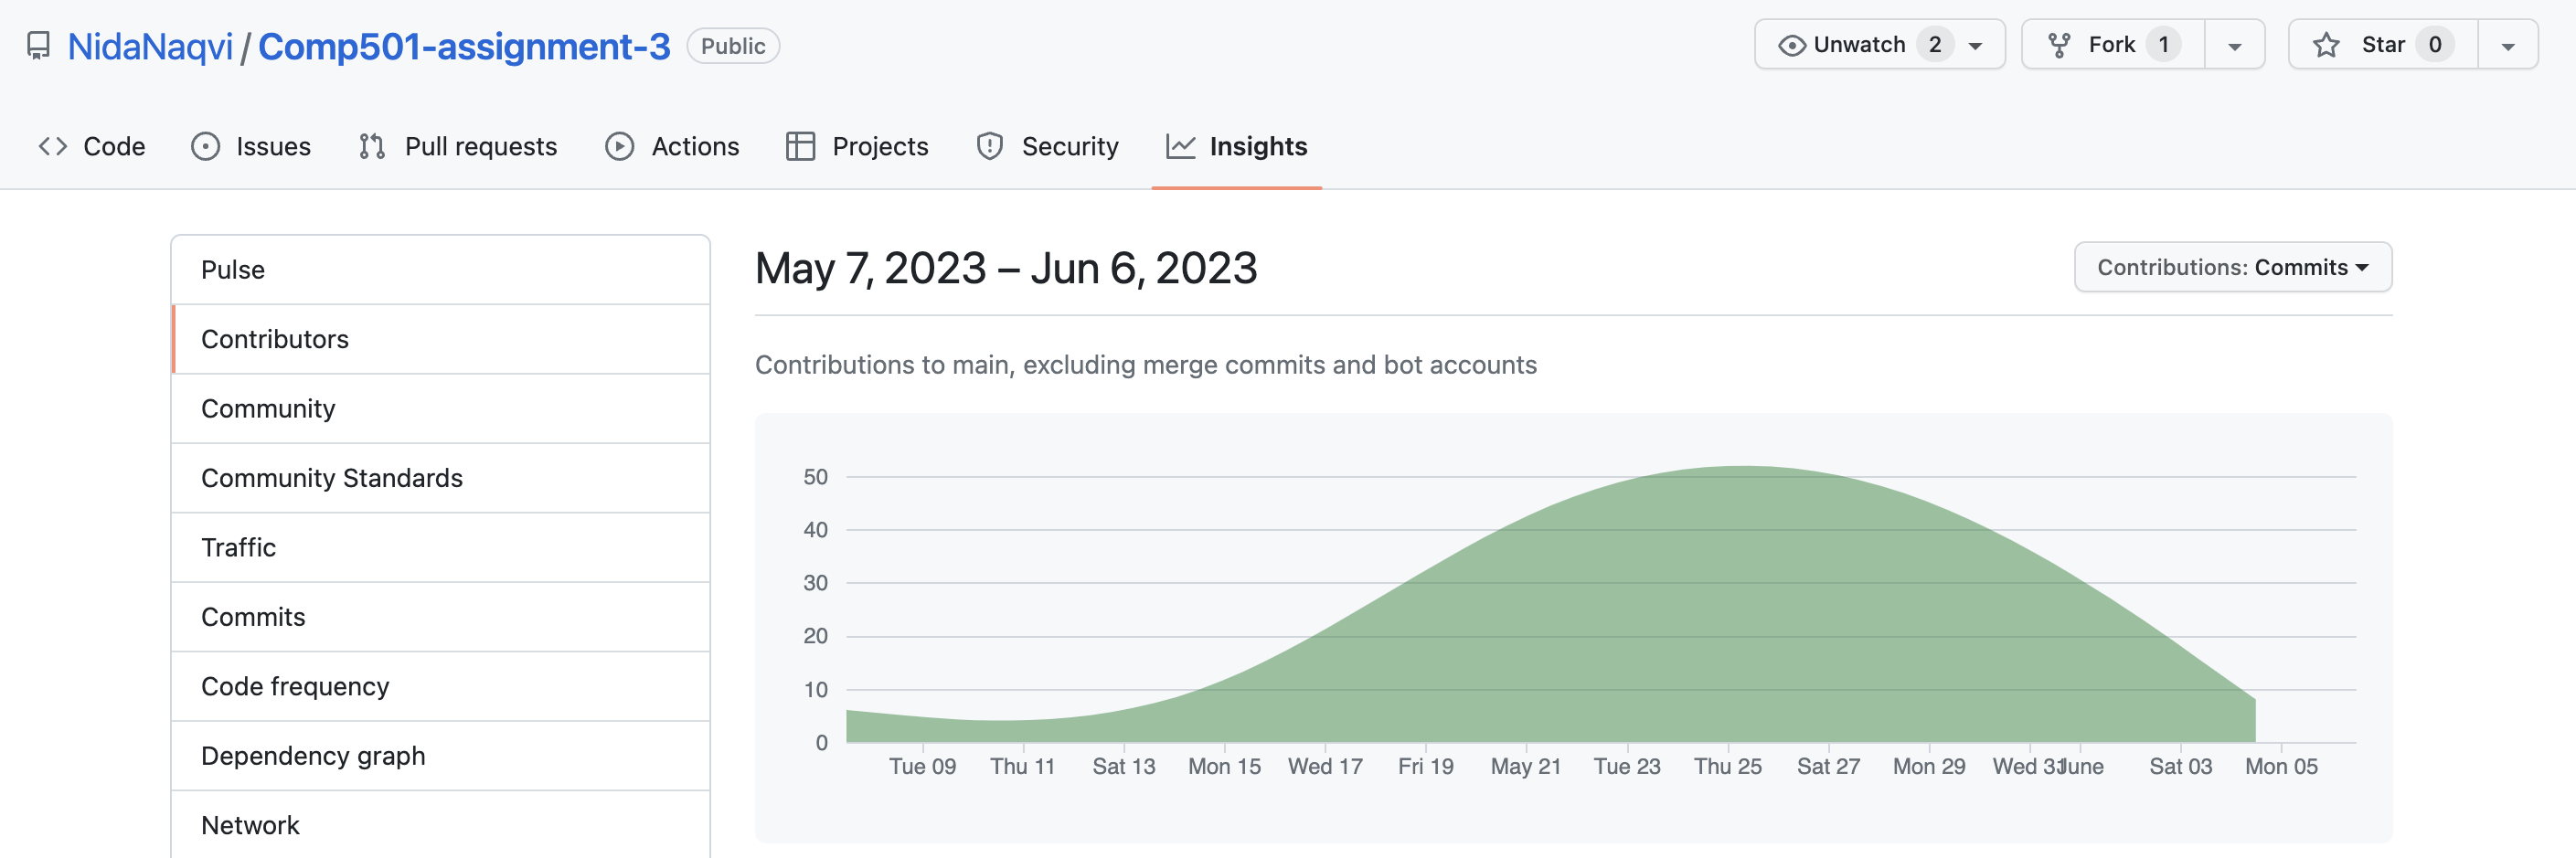 NidaNaqvi / Comp501-assignment-3 Public Unwatch 2 Fork 1 Star 0
Code Issues Pull requests Actions Projects Security Insights
Pulse
Contributors
Community
Community Standards
Traffic
Commits
Code frequency
Dependency graph
Network
May 7, 2023 – Jun 6, 2023
Contributions: Commits
Contributions to main, excluding merge commits and bot accounts
50
40
30
20
10
0
Tue 09 Thu 11 Sat 13 Mon 15 Wed 17 Fri 19 May 21 Tue 23 Thu 25 Sat 27 Mon 29 Wed 31 June Sat 03 Mon 05